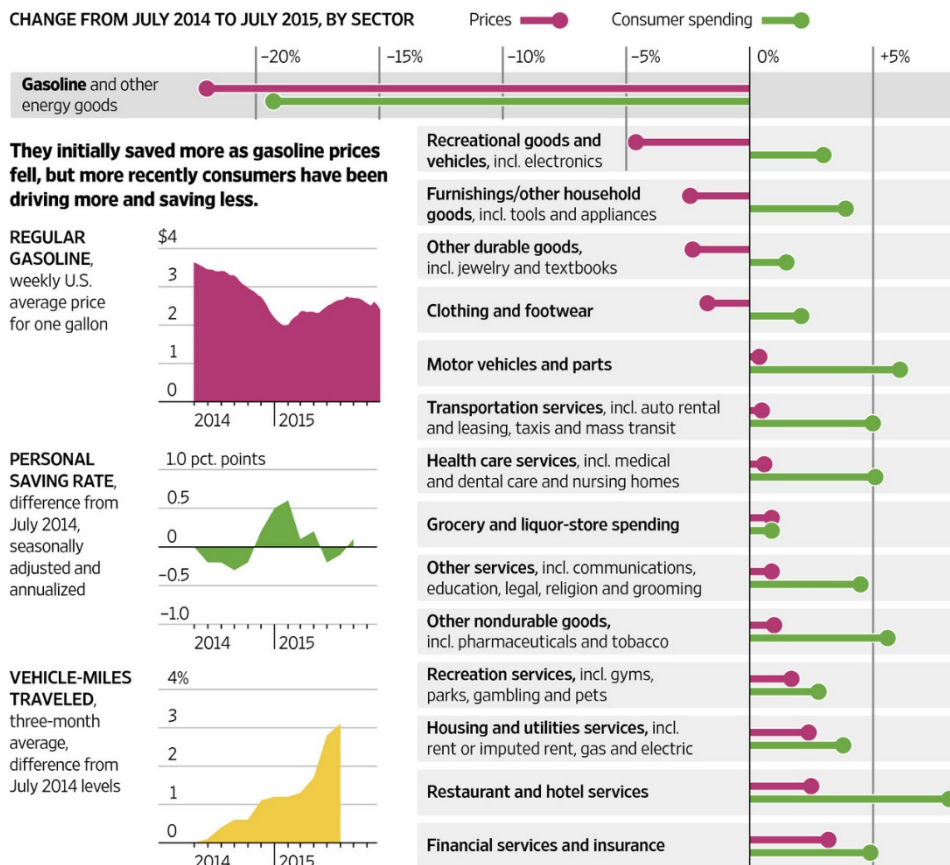 CHANGE FROM JULY 2014 TO JULY 2015, BY SECTOR
Prices
Consumer spending
–20%
–15%
–10%
–5%
0%
+5%
Gasoline and other
energy goods
They initially saved more as gasoline prices
fell, but more recently consumers have been
driving more and saving less.
REGULAR
GASOLINE,
weekly U.S.
average price
for one gallon
$4
3
2
1
0
2014
2015
PERSONAL
SAVING RATE,
difference from
July 2014,
seasonally
adjusted and
annualized
1.0 pct. points
0.5
0
–0.5
–1.0
2014
2015
VEHICLE-MILES
TRAVELED,
three-month
average,
difference from
July 2014 levels
4%
3
2
1
0
2014
2015
Recreational goods and
vehicles, incl. electronics
Furnishings/other household
goods, incl. tools and appliances
Other durable goods,
incl. jewelry and textbooks
Clothing and footwear
Motor vehicles and parts
Transportation services, incl. auto rental
and leasing, taxis and mass transit
Health care services, incl. medical
and dental care and nursing homes
Grocery and liquor-store spending
Other services, incl. communications,
education, legal, religion and grooming
Other nondurable goods,
incl. pharmaceuticals and tobacco
Recreation services, incl. gyms,
parks, gambling and pets
Housing and utilities services, incl.
rent or imputed rent, gas and electric
Restaurant and hotel services
Financial services and insurance